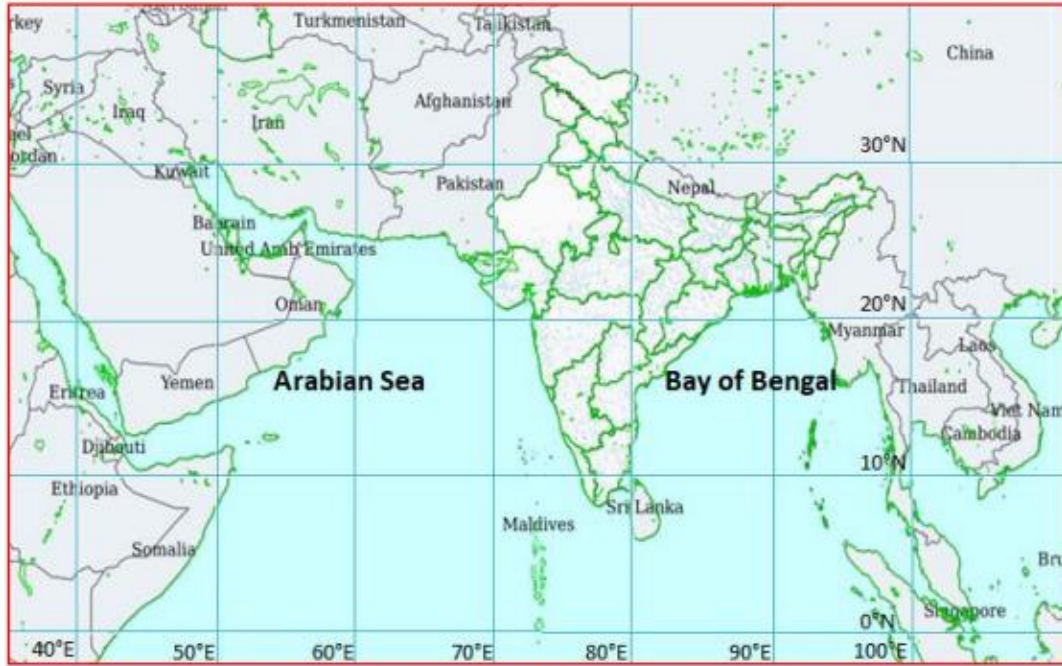 Turkmenistan
Tajikistan
China
Syria
Iraq
Iran
Afghanistan
30°N
Kuwait
Pakistan
Nepal
Bahrain
United Arab Emirates
Oman
20°N
Myanmar
Laos
Arabian Sea
Bay of Bengal
Yemen
Eritrea
Thailand
Viet Nam
Cambodia
Djibouti
10°N
Ethiopia
Maldives
Sri Lanka
Somalia
Bru
Singapore
0°N
40°E
50°E
60°E
70°E
80°E
90°E
100°E